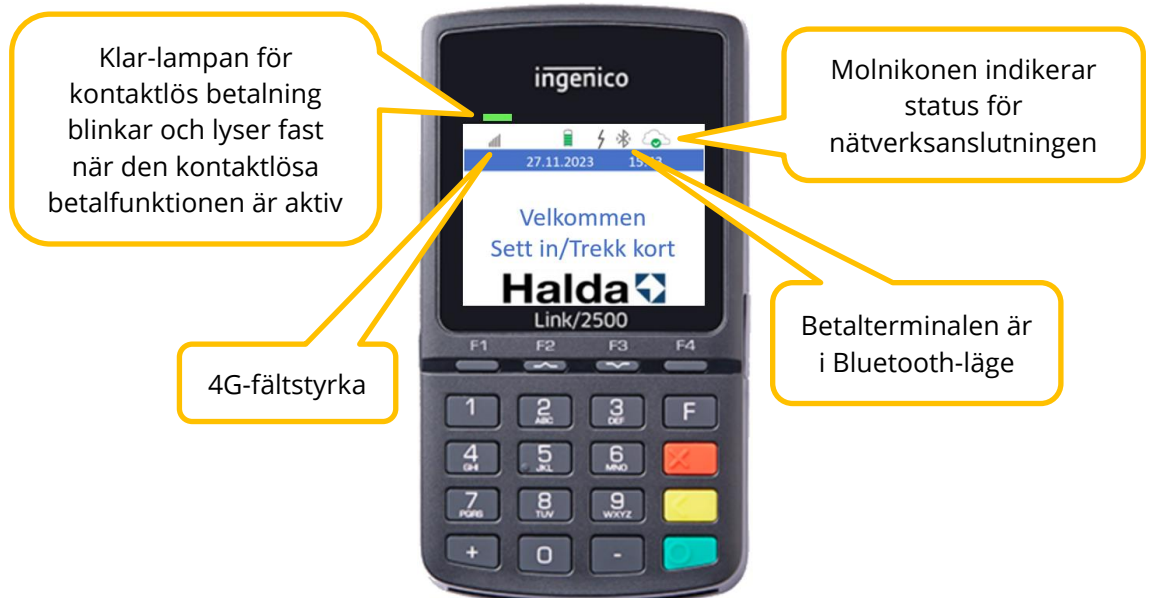 Klar-lampan för
kontaktlös betalning
blinkar och lyser fast
när den kontaktlösa
betalfunktionen är aktiv
Molnikonen indikerar
status för
nätverksanslutningen
ingenico
27.11.2023
Velkommen
Sett in/Trekk kort
Halda
Link/2500
4G-fältstyrka
Betalterminalen är
i Bluetooth-läge
F1 F2 F3 F4
1 2 ABC 3 DEF F
4 GHI 5 JKL 6 MNO
7 PQRS 8 TUV 9 WXYZ
+ 0 -